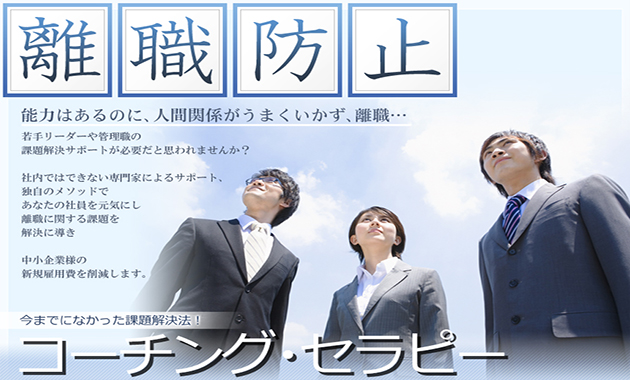 離職防止
能力はあるのに、人間関係がうまくいかず、離職…
若手リーダーや管理職の
課題解決サポートが必要だと思われませんか?
社内ではできない専門家によるサポート、
独自のメソッドで
あなたの社員を元気にし
離職に関する課題を
解決に導き
中小企業様の
新規雇用費を削減します。
今までになかった課題解決法!
コーチング・セラピー